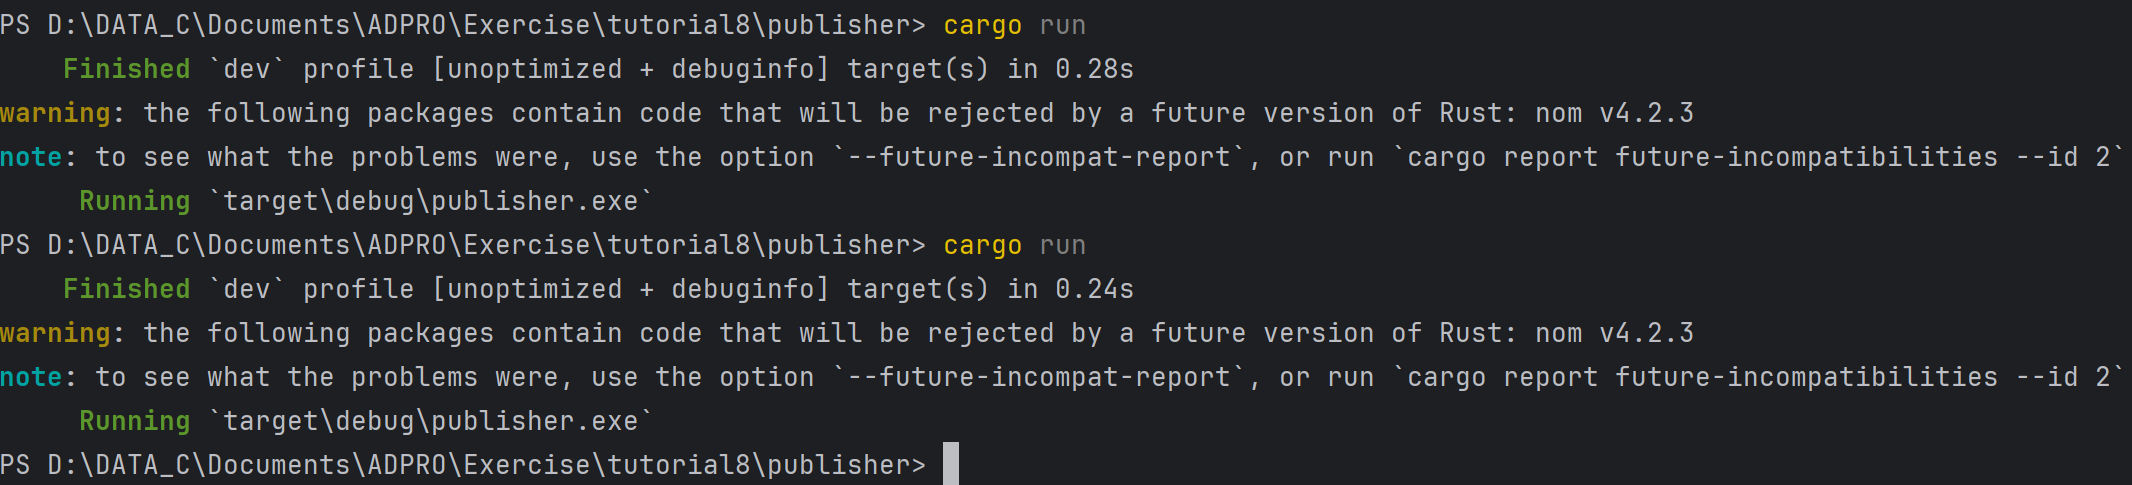 PS D:\DATA_C\Documents\ADPRO\Exercise\tutorial8\publisher> cargo run
    Finished `dev` profile [unoptimized + debuginfo] target(s) in 0.28s
warning: the following packages contain code that will be rejected by a future version of Rust: nom v4.2.3
note: to see what the problems were, use the option `--future-incompat-report`, or run `cargo report future-incompatibilities --id 2`
     Running `target\debug\publisher.exe`
PS D:\DATA_C\Documents\ADPRO\Exercise\tutorial8\publisher> cargo run
    Finished `dev` profile [unoptimized + debuginfo] target(s) in 0.24s
warning: the following packages contain code that will be rejected by a future version of Rust: nom v4.2.3
note: to see what the problems were, use the option `--future-incompat-report`, or run `cargo report future-incompatibilities --id 2`
     Running `target\debug\publisher.exe`
PS D:\DATA_C\Documents\ADPRO\Exercise\tutorial8\publisher>